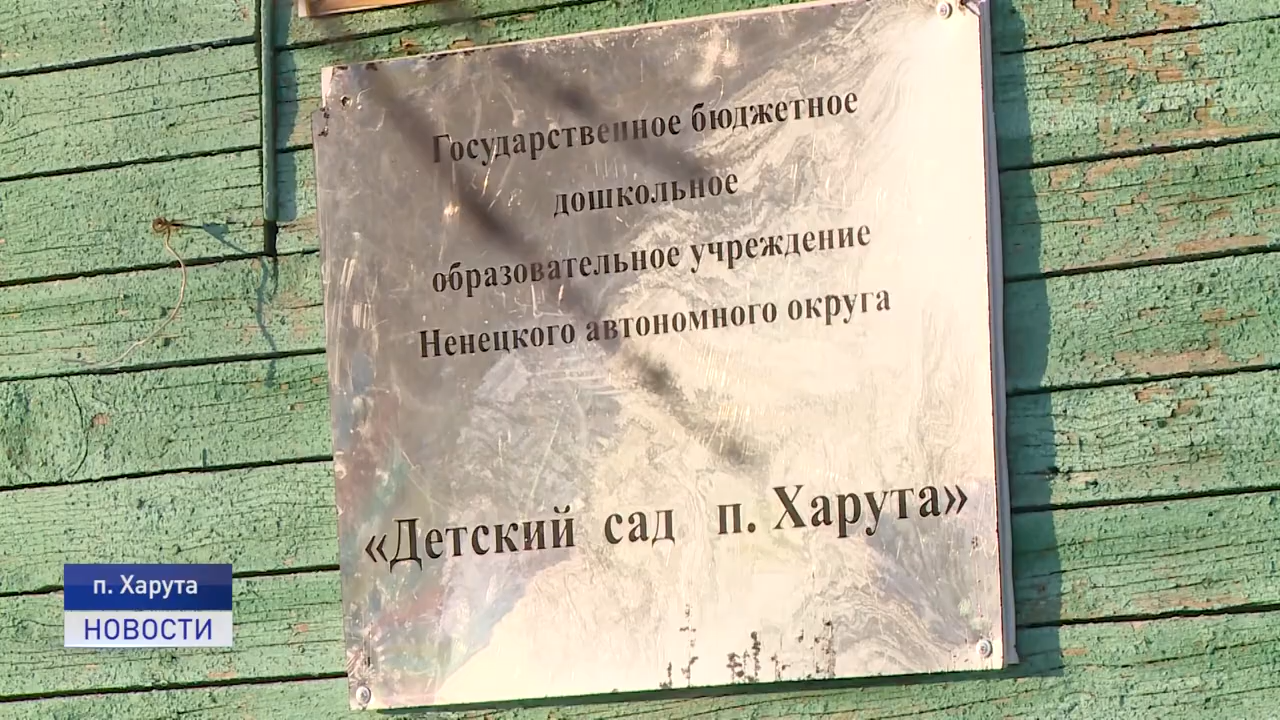 Государственное бюджетное
дошкольное
образовательное учреждение
Ненецкого автономного округа
«Детский сад п. Харута»
п. Харута
НОВОСТИ